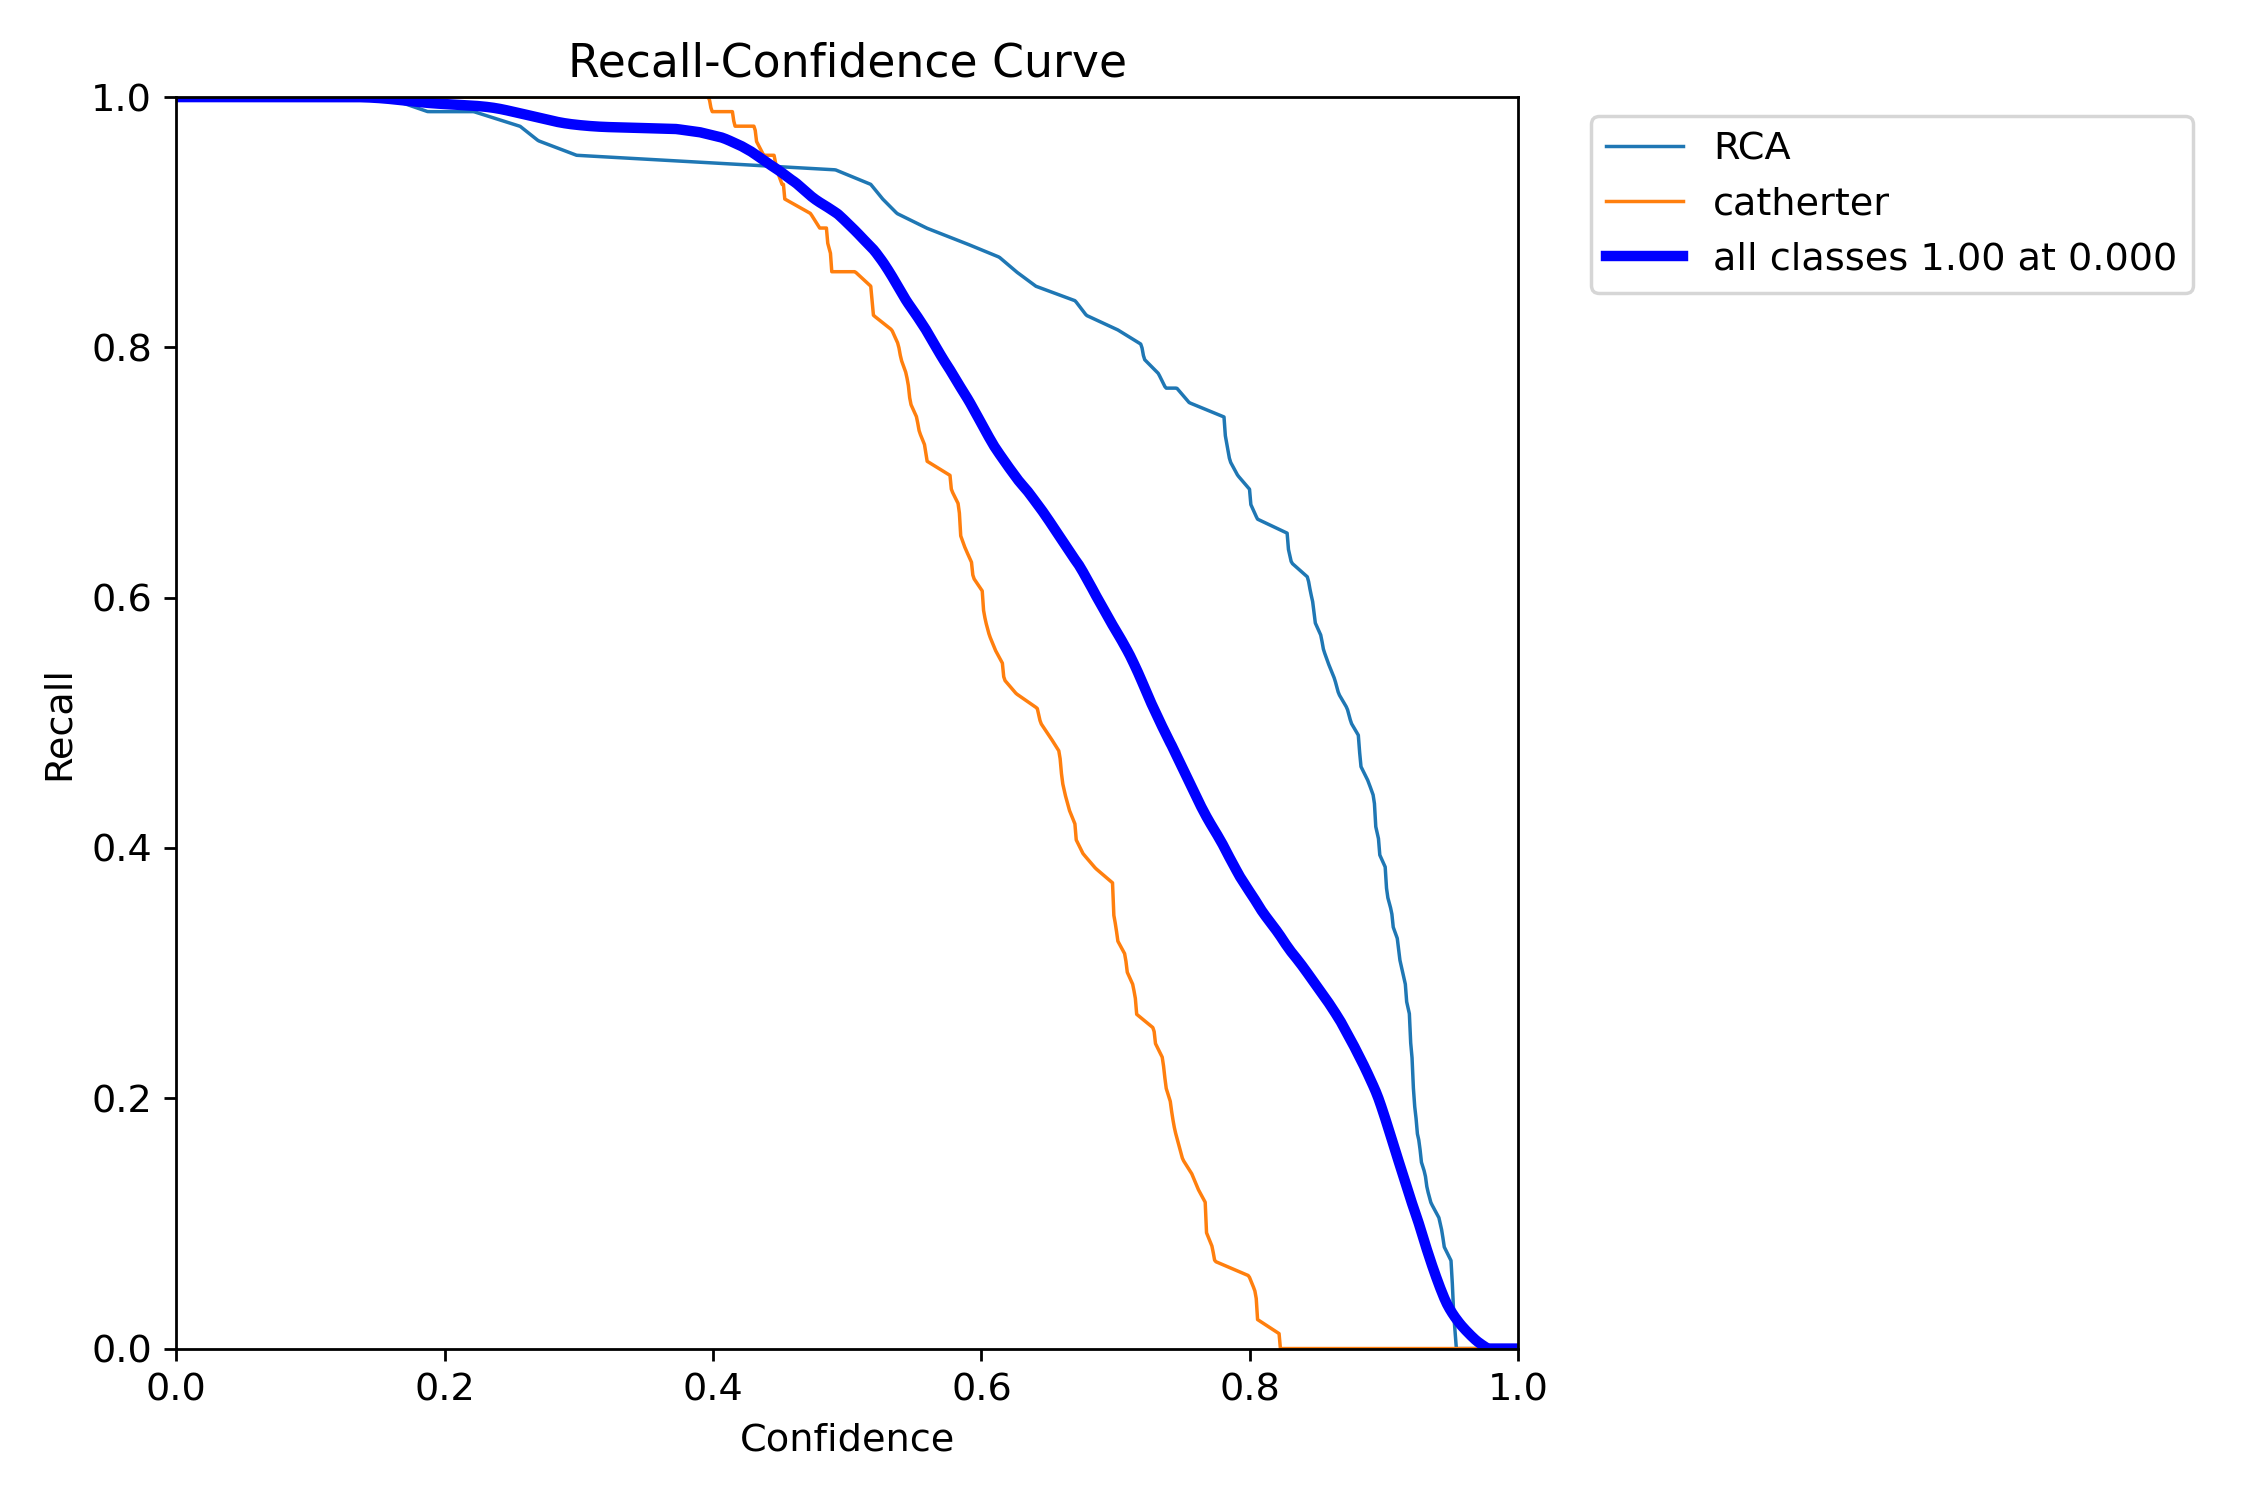 Recall-Confidence Curve
1.0
0.8
0.6
0.4
0.2
0.0
Recall
0.0 0.2 0.4 0.6 0.8 1.0
Confidence
RCA
catherter
all classes 1.00 at 0.000